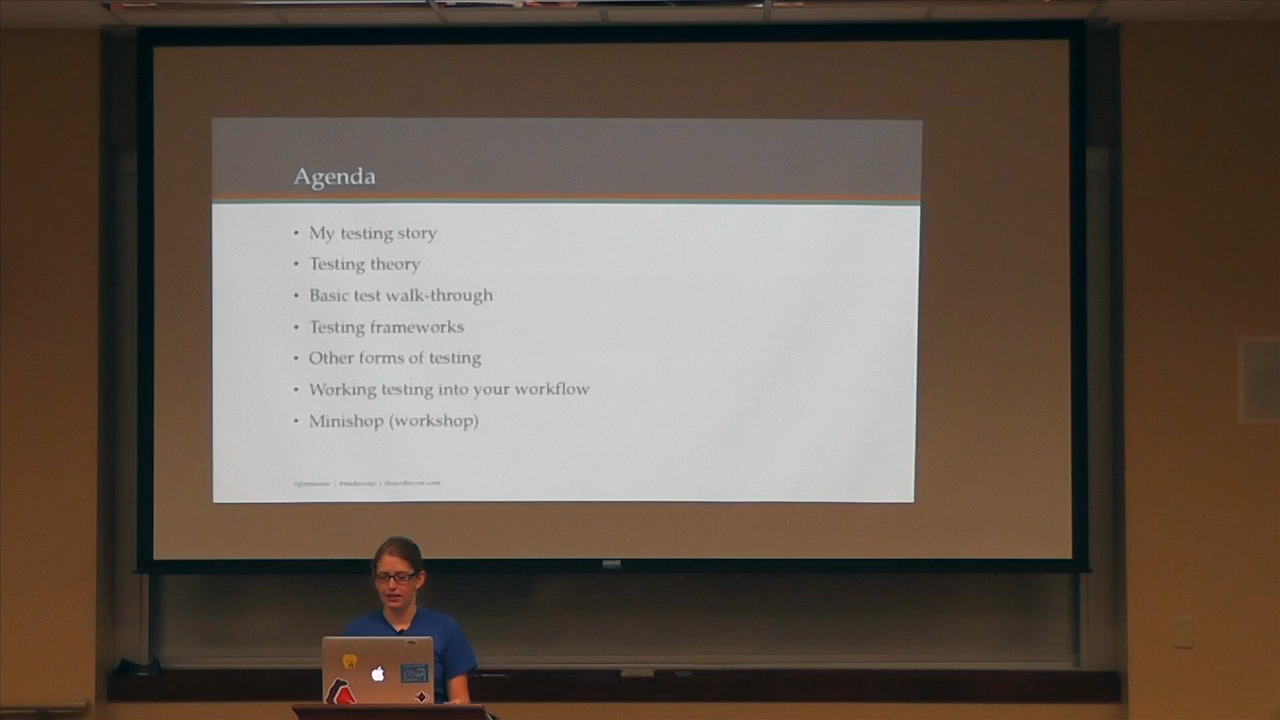 Agenda
• My testing story
• Testing theory
• Basic test walk-through
• Testing frameworks
• Other forms of testing
• Working testing into your workflow
• Minishop (workshop)